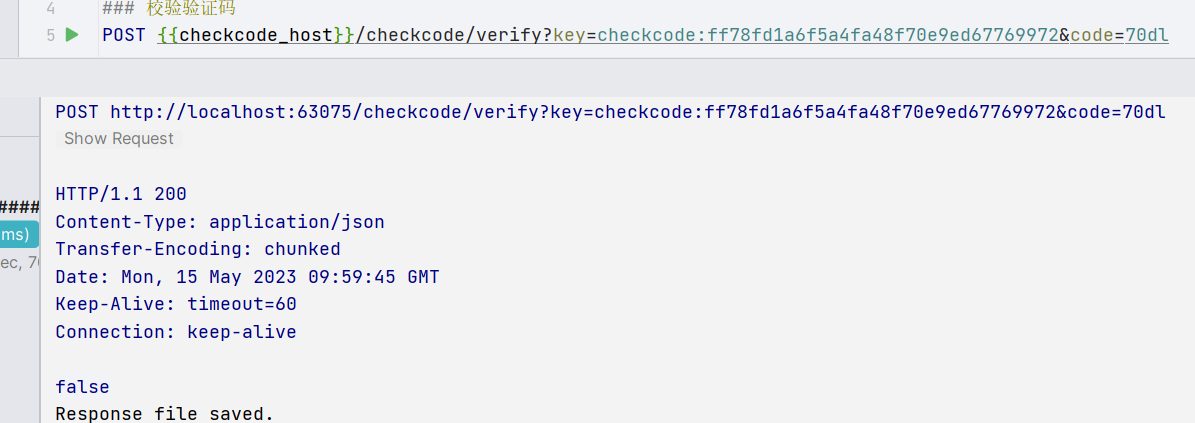 4 ### 校验验证码
5 POST {{checkcode_host}}/checkcode/verify?key=checkcode:ff78fd1a6f5a4fa48f70e9ed67769972&code=70dl
POST http://localhost:63075/checkcode/verify?key=checkcode:ff78fd1a6f5a4fa48f70e9ed67769972&code=70dl
Show Request
HTTP/1.1 200
####
Content-Type: application/json
ms)
Transfer-Encoding: chunked
ec, 70
Date: Mon, 15 May 2023 09:59:45 GMT
Keep-Alive: timeout=60
Connection: keep-alive
false
Response file saved.